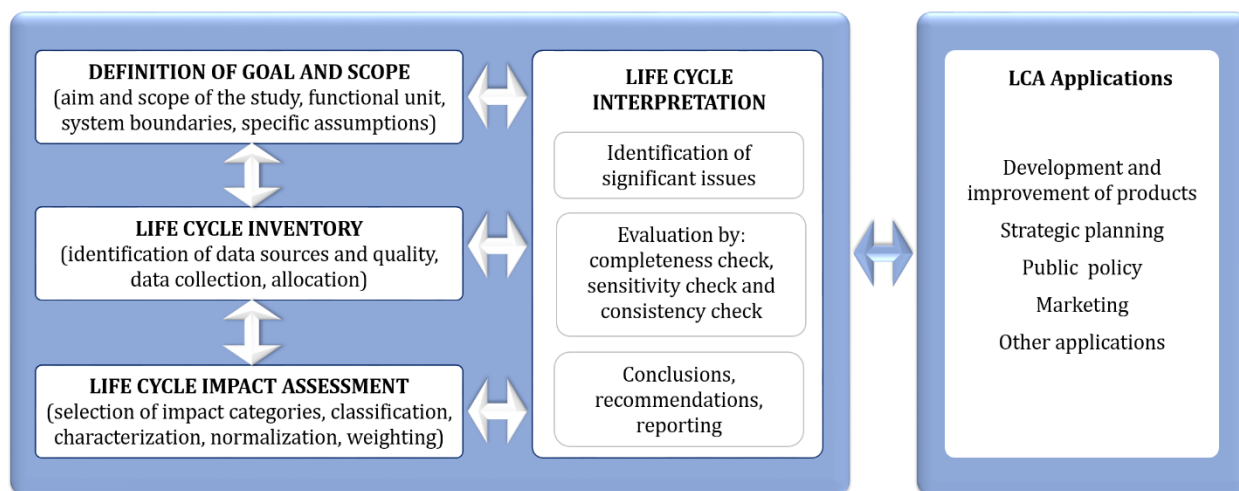 DEFINITION OF GOAL AND SCOPE
(aim and scope of the study, functional unit,
system boundaries, specific assumptions)
LIFE CYCLE INVENTORY
(identification of data sources and quality,
data collection, allocation)
LIFE CYCLE IMPACT ASSESSMENT
(selection of impact categories, classification,
characterization, normalization, weighting)
LIFE CYCLE
INTERPRETATION
Identification of
significant issues
Evaluation by:
completeness check,
sensitivity check and
consistency check
Conclusions,
recommendations,
reporting
LCA Applications
Development and
improvement of products
Strategic planning
Public policy
Marketing
Other applications